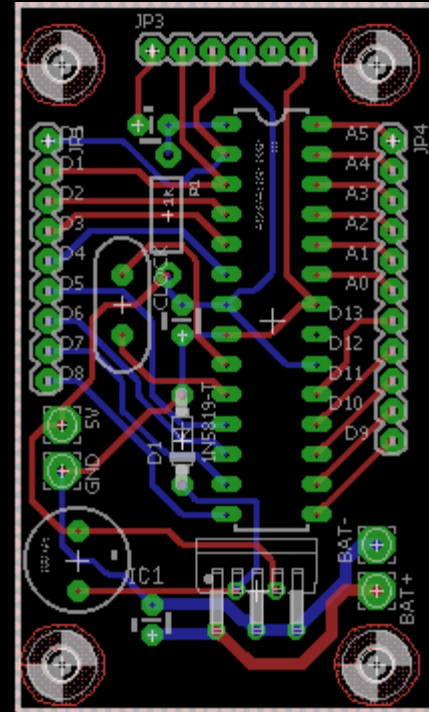 JP3
A5
JP4
A4
D1
R1
1k
D2
A3
D3
A2
D4
A1
CLOCK
D5
A0
D6
D13
D7
D12
D8
D11
D10
D9
5V
1N5819-T
D1
GND
IC1
BAT-
BAT+